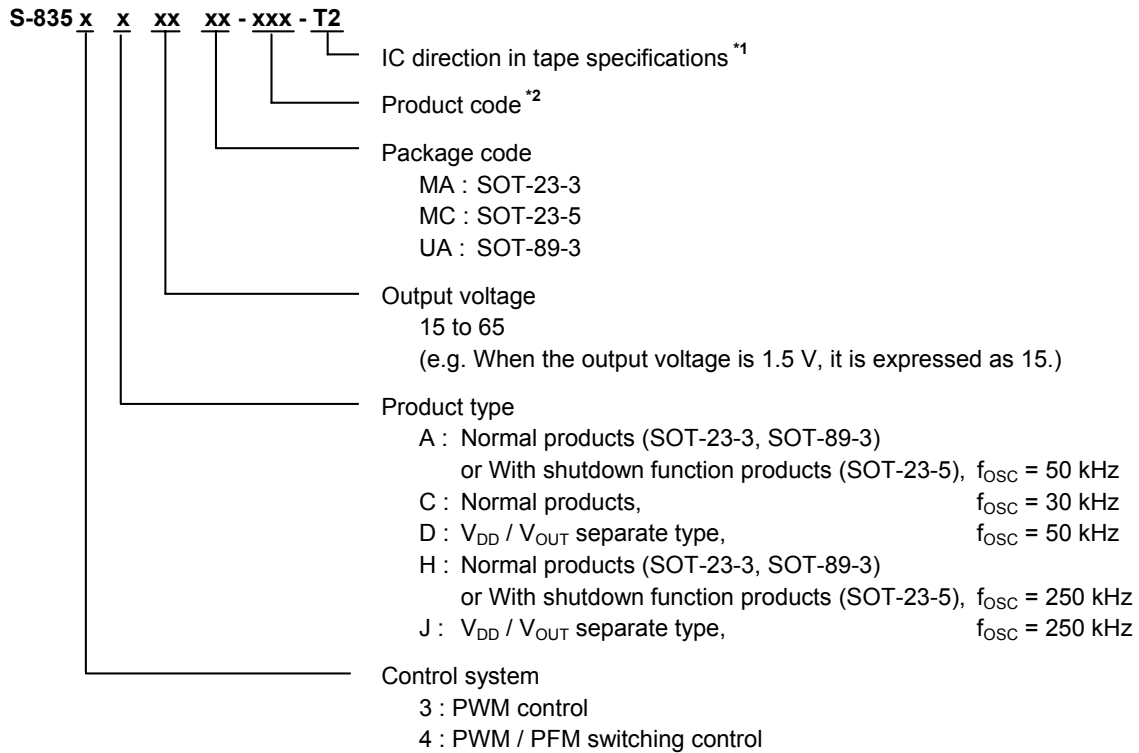 S-835 x x xx xx - xxx - T2
IC direction in tape specifications *1
Product code *2
Package code
MA : SOT-23-3
MC : SOT-23-5
UA : SOT-89-3
Output voltage
15 to 65
(e.g. When the output voltage is 1.5 V, it is expressed as 15.)
Product type
A : Normal products (SOT-23-3, SOT-89-3)
or With shutdown function products (SOT-23-5), fOSC = 50 kHz
C : Normal products, fOSC = 30 kHz
D : VDD / VOUT separate type, fOSC = 50 kHz
H : Normal products (SOT-23-3, SOT-89-3)
or With shutdown function products (SOT-23-5), fOSC = 250 kHz
J : VDD / VOUT separate type, fOSC = 250 kHz
Control system
3 : PWM control
4 : PWM / PFM switching control